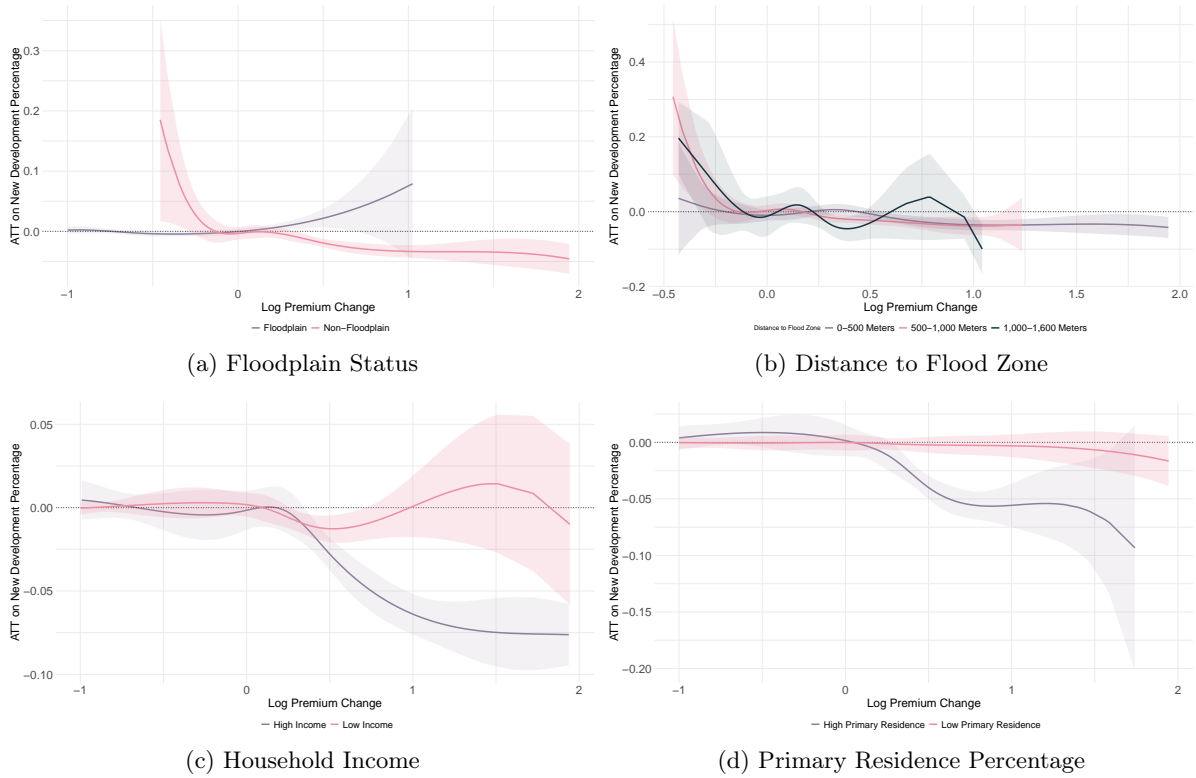 ATT on New Development Percentage
0.3
0.2
0.1
0.0
−1
0
1
2
Log Premium Change
Floodplain
Non−Floodplain
(a) Floodplain Status
ATT on New Development Percentage
0.4
0.2
0.0
−0.2
−0.5
0.0
0.5
1.0
1.5
2.0
Log Premium Change
Distance to Flood Zone
0−500 Meters
500−1,000 Meters
1,000−1,600 Meters
(b) Distance to Flood Zone
ATT on New Development Percentage
0.05
0.00
−0.05
−0.10
−1
0
1
2
Log Premium Change
High Income
Low Income
(c) Household Income
ATT on New Development Percentage
0.00
−0.05
−0.10
−0.15
−0.20
−1
0
1
2
Log Premium Change
High Primary Residence
Low Primary Residence
(d) Primary Residence Percentage